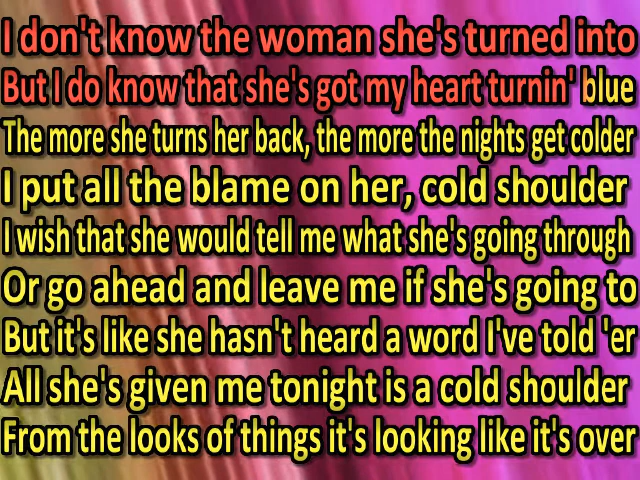 I don't know the woman she's turned into
But I do know that she's got my heart turnin' blue
The more she turns her back, the more the nights get colder
I put all the blame on her, cold shoulder
I wish that she would tell me what she's going through
Or go ahead and leave me if she's going to
But it's like she hasn't heard a word I've told 'er
All she's given me tonight is a cold shoulder
From the looks of things it's looking like it's over